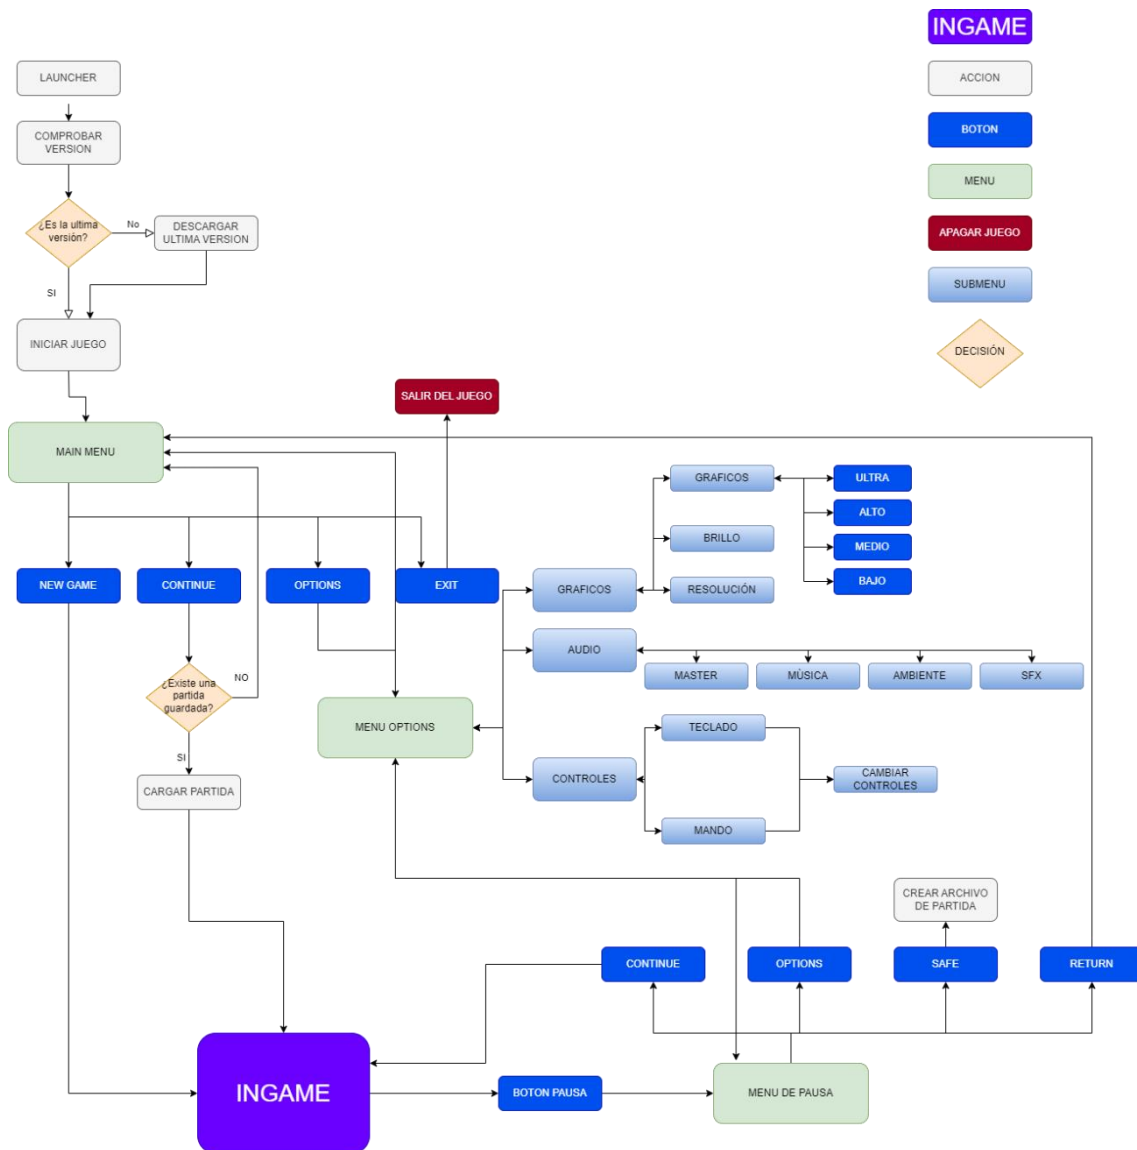 INGAME
LAUNCHER
ACCION
COMPROBAR
VERSION
BOTON
MENU
¿Es la ultima
versión?
No
DESCARGAR
ULTIMA VERSION
APAGAR JUEGO
SI
SUBMENU
INICIAR JUEGO
DECISIÓN
SALIR DEL JUEGO
MAIN MENU
GRAFICOS
ULTRA
ALTO
BRILLO
MEDIO
NEW GAME
CONTINUE
OPTIONS
EXIT
GRAFICOS
RESOLUCIÓN
BAJO
AUDIO
MASTER
MÙSICA
AMBIENTE
SFX
¿Existe una
partida
guardada?
NO
MENU OPTIONS
TECLADO
SI
CARGAR PARTIDA
CONTROLES
CAMBIAR
CONTROLES
MANDO
CREAR ARCHIVO
DE PARTIDA
CONTINUE
OPTIONS
SAFE
RETURN
INGAME
BOTON PAUSA
MENU DE PAUSA